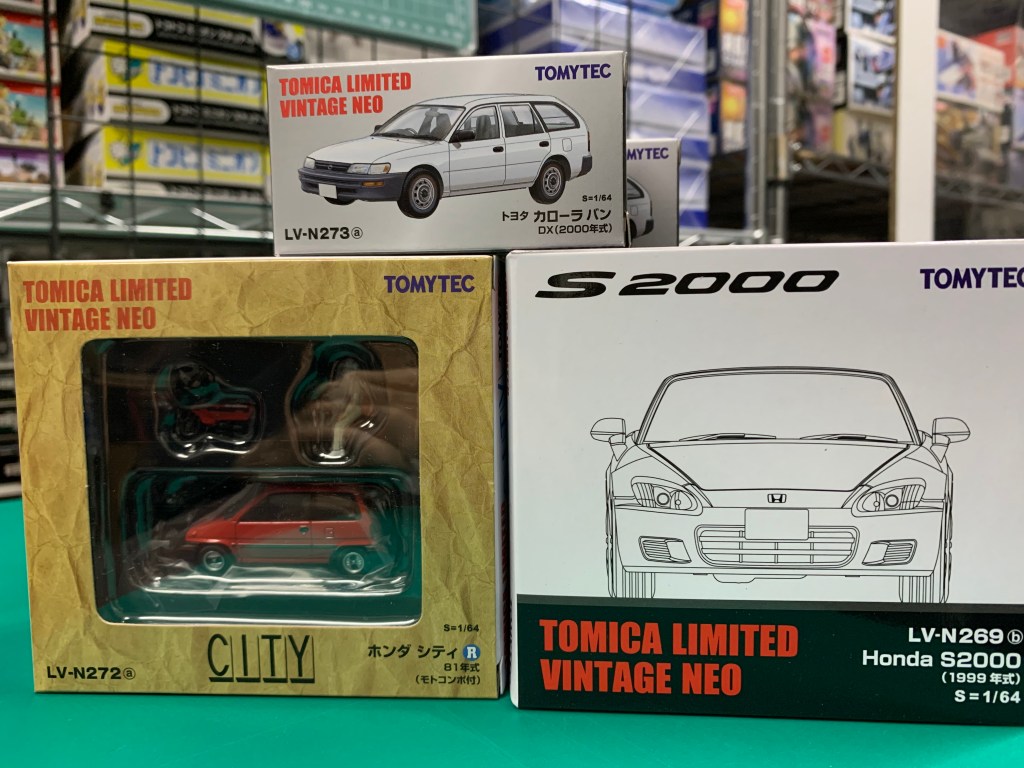 TOMICA LIMITED
VINTAGE NEO
TOMYTEC
S=1/64
トヨタ カローラ バン
DX(2000年式)
LV-N273ⓐ
TOMYTEC
TOMICA LIMITED
VINTAGE NEO
TOMYTEC
S=1/64
CITY
ホンダ シティ R
81年式
(モトコンポ付)
LV-N272ⓐ
S2000
TOMYTEC
TOMICA LIMITED
VINTAGE NEO
LV-N269ⓑ
Honda S2000
(1999年式)
S=1/64